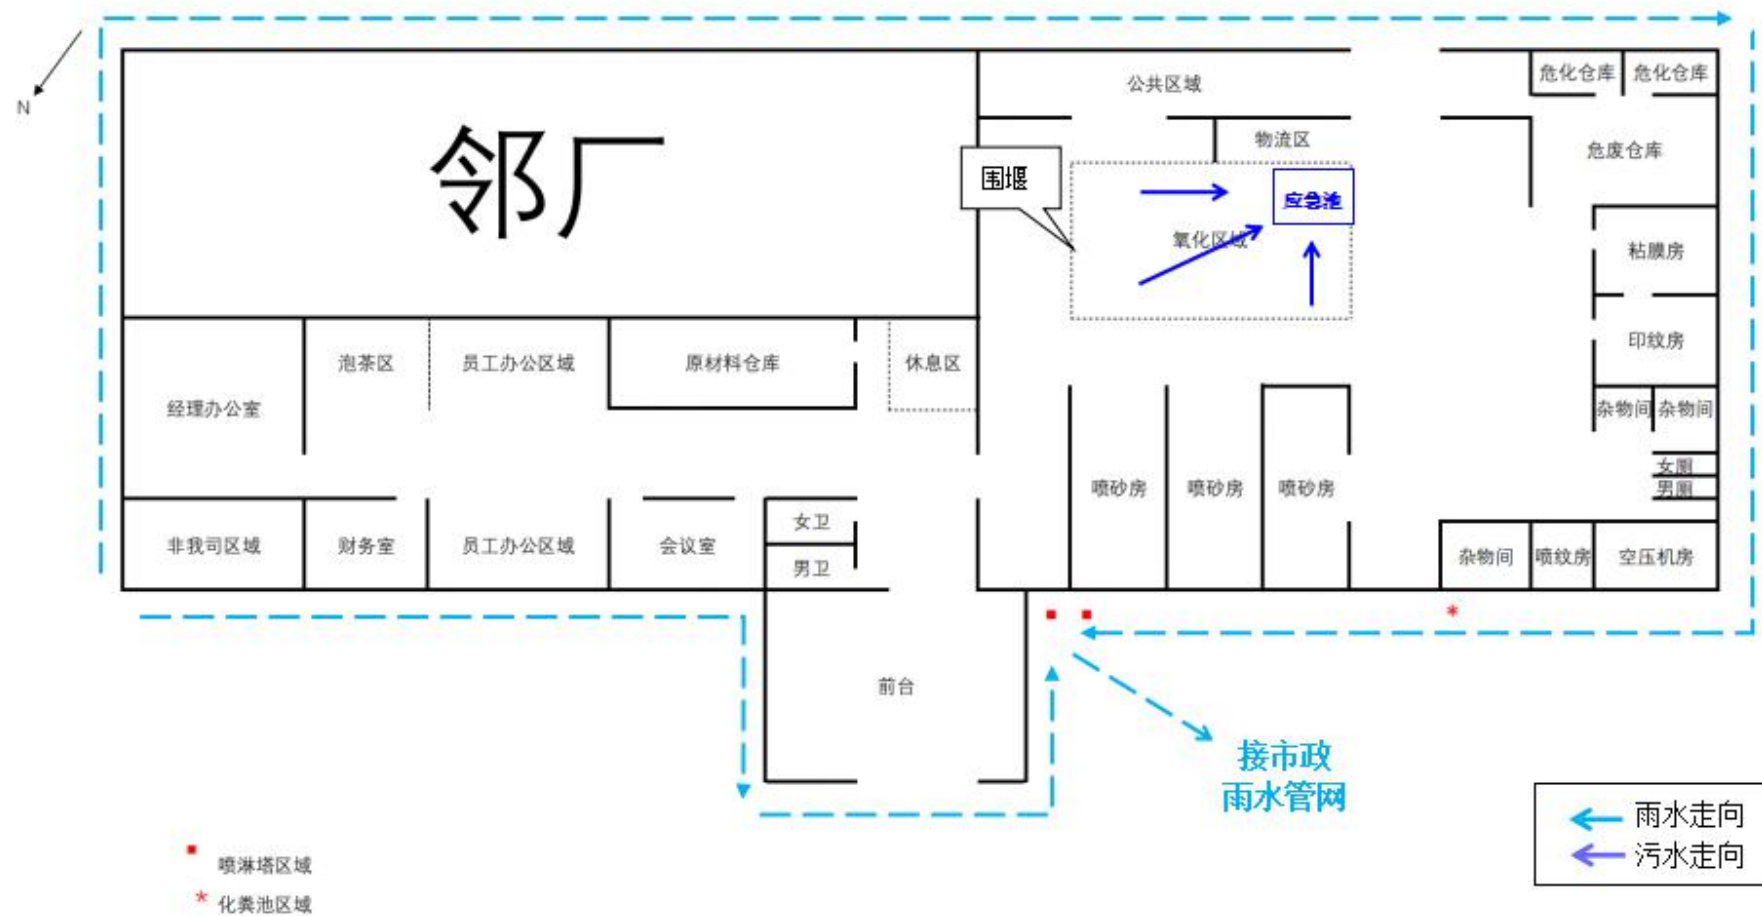 N
公共区域
危化仓库
危化仓库
邻厂
物流区
危废仓库
围堰
应急池
氧化区域
粘膜房
印纹房
泡茶区
员工办公区域
原材料仓库
休息区
经理办公室
杂物间
杂物间
女厕
男厕
喷砂房
喷砂房
喷砂房
女卫
非我司区域
财务室
员工办公区域
会议室
男卫
杂物间
喷纹房
空压机房
*
前台
接市政
雨水管网
雨水走向
污水走向
喷淋塔区域
* 化粪池区域